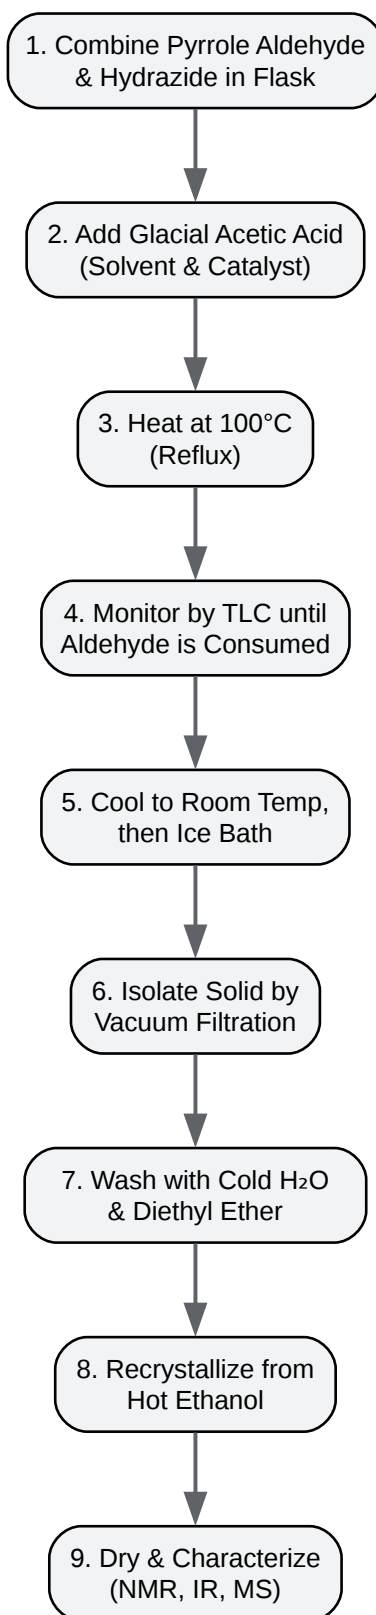 1. Combine Pyrrole Aldehyde
& Hydrazide in Flask
2. Add Glacial Acetic Acid
(Solvent & Catalyst)
3. Heat at 100°C
(Reflux)
4. Monitor by TLC until
Aldehyde is Consumed
5. Cool to Room Temp,
then Ice Bath
6. Isolate Solid by
Vacuum Filtration
7. Wash with Cold H₂O
& Diethyl Ether
8. Recrystallize from
Hot Ethanol
9. Dry & Characterize
(NMR, IR, MS)